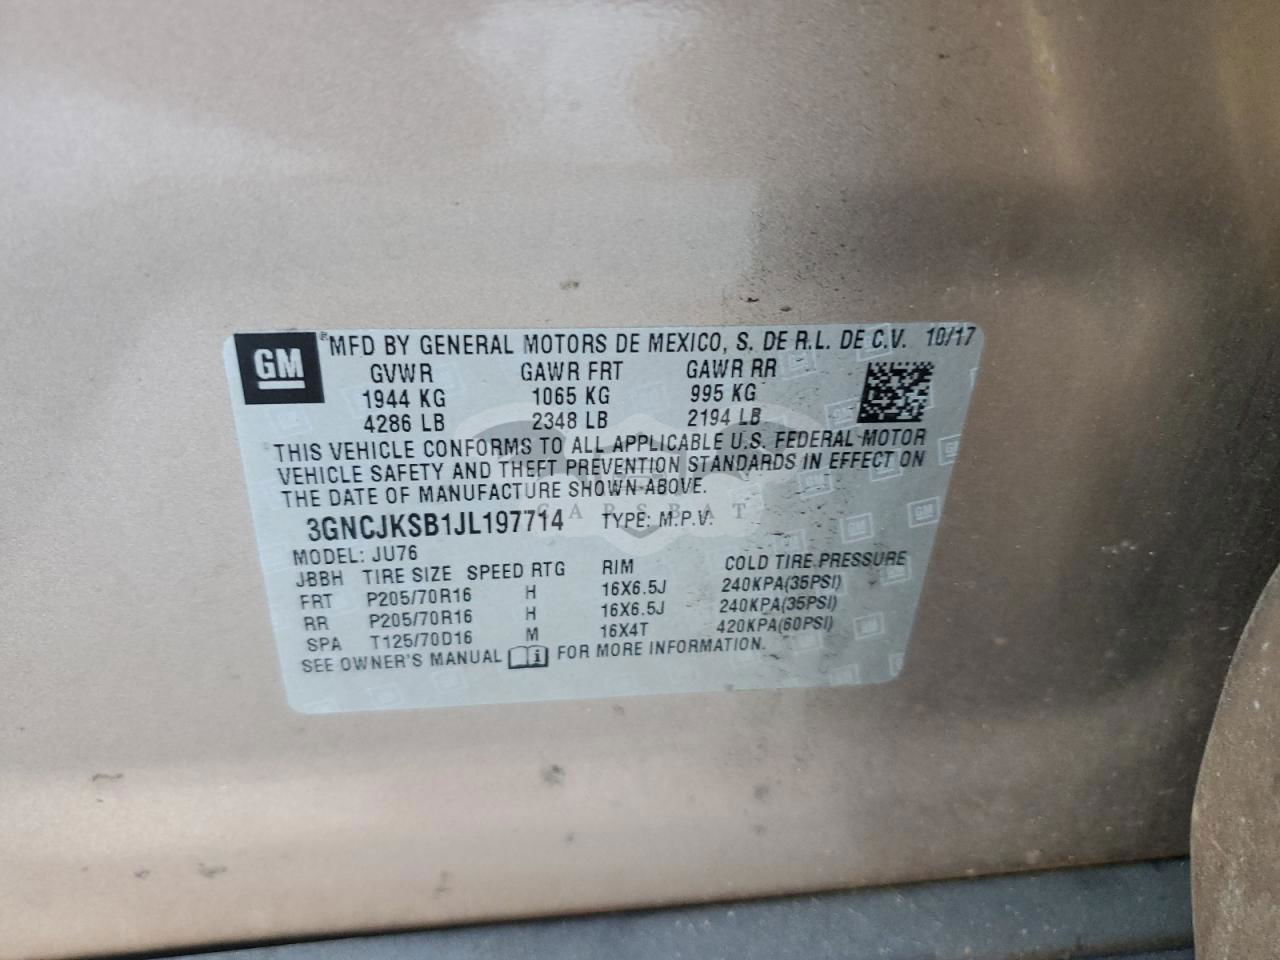 GM ® MFD BY GENERAL MOTORS DE MEXICO, S. DE R.L. DE C.V. 10/17
GVWR GAWR FRT GAWR RR
1944 KG 1065 KG 995 KG
4286 LB 2348 LB 2194 LB
THIS VEHICLE CONFORMS TO ALL APPLICABLE U.S. FEDERAL MOTOR
VEHICLE SAFETY AND THEFT PREVENTION STANDARDS IN EFFECT ON
THE DATE OF MANUFACTURE SHOWN ABOVE.
CARSBAT
3GNCJKSB1JL197714 TYPE: M.P.V.
MODEL: JU76
JBBH TIRE SIZE SPEED RTG RIM COLD TIRE PRESSURE
FRT P205/70R16 H 16X6.5J 240KPA(35PSI)
RR P205/70R16 H 16X6.5J 240KPA(35PSI)
SPA T125/70D16 M 16X4T 420KPA(60PSI)
SEE OWNER'S MANUAL i FOR MORE INFORMATION.